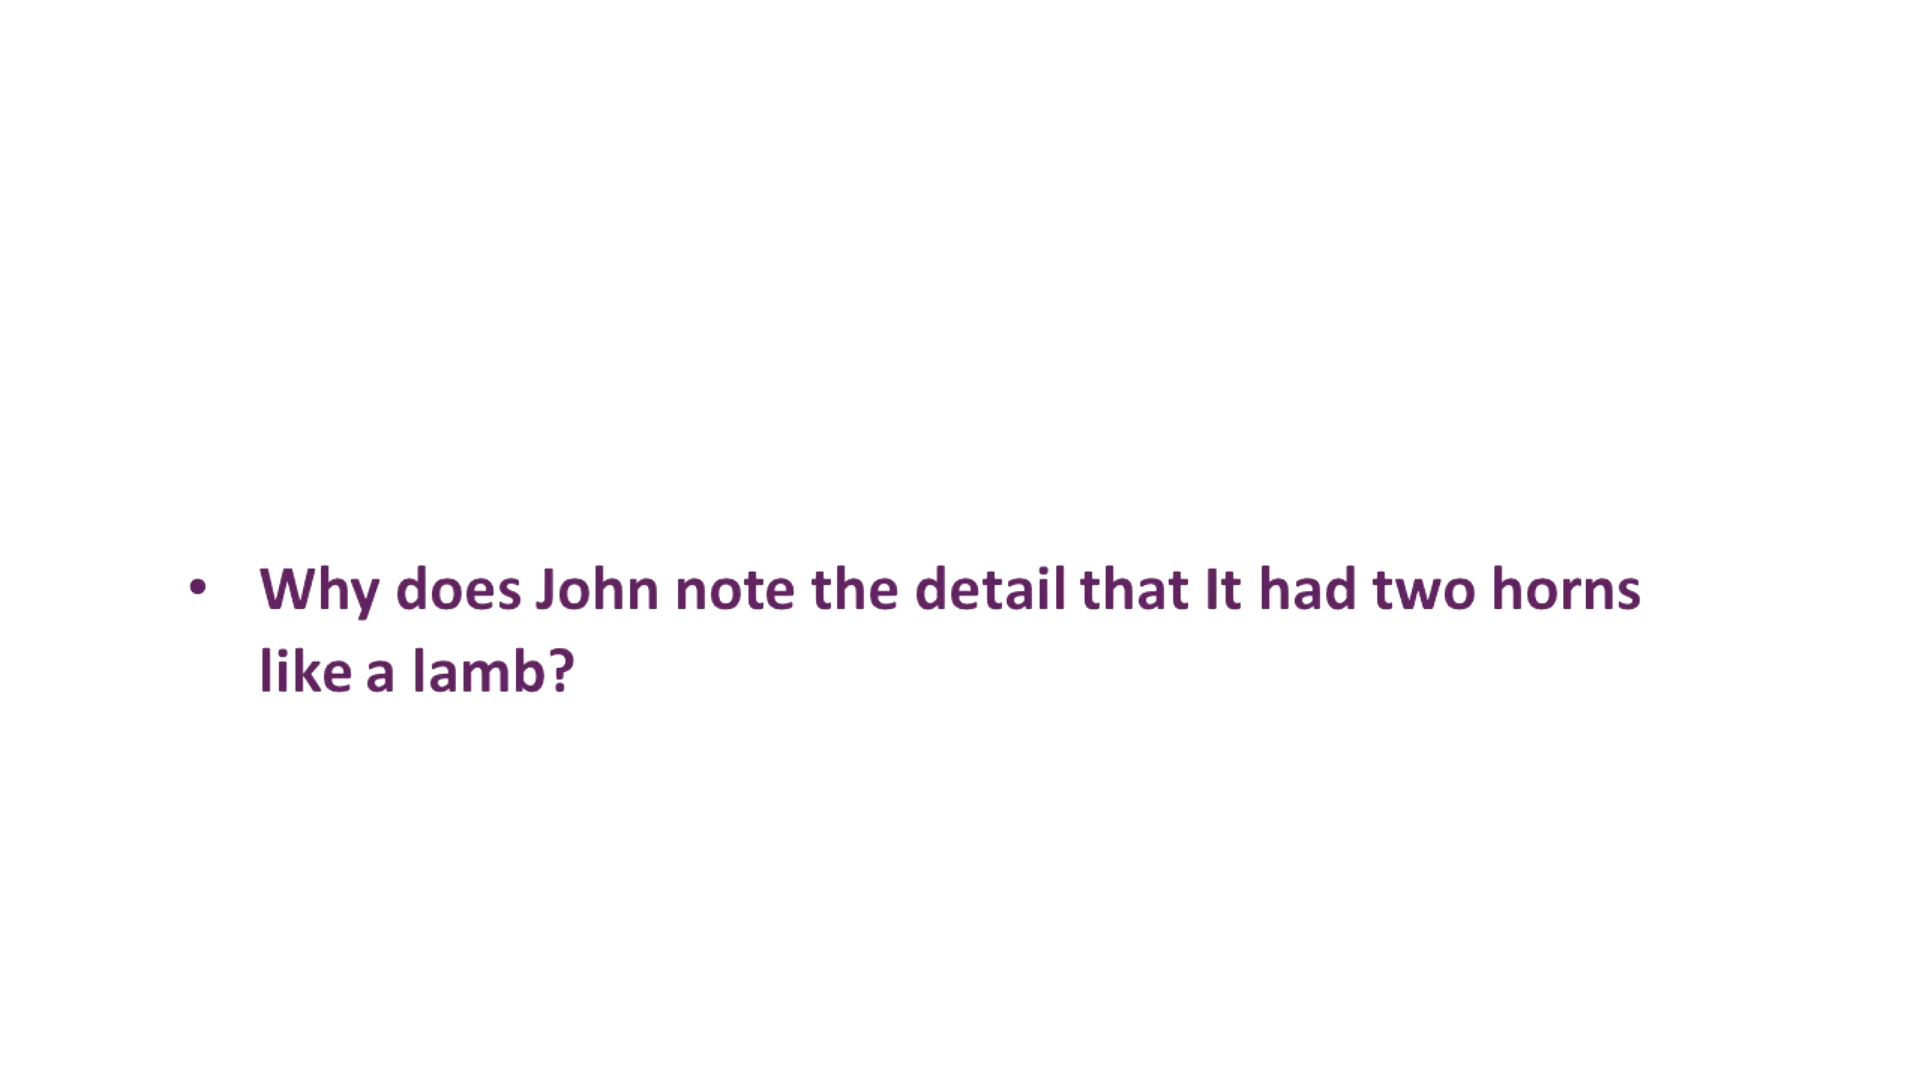 • Why does John note the detail that It had two horns
like a lamb?